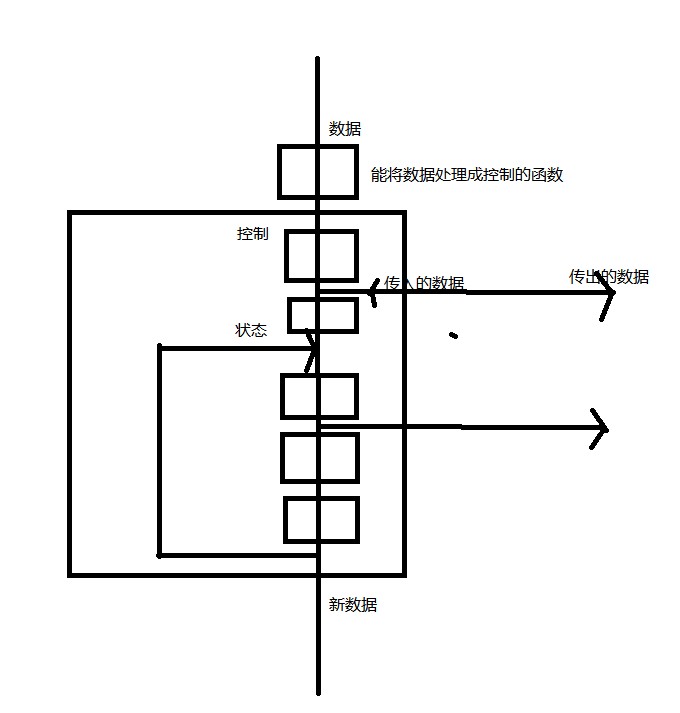 数据
能将数据处理成控制的函数
控制
传入的数据
传出的数据
状态
新数据